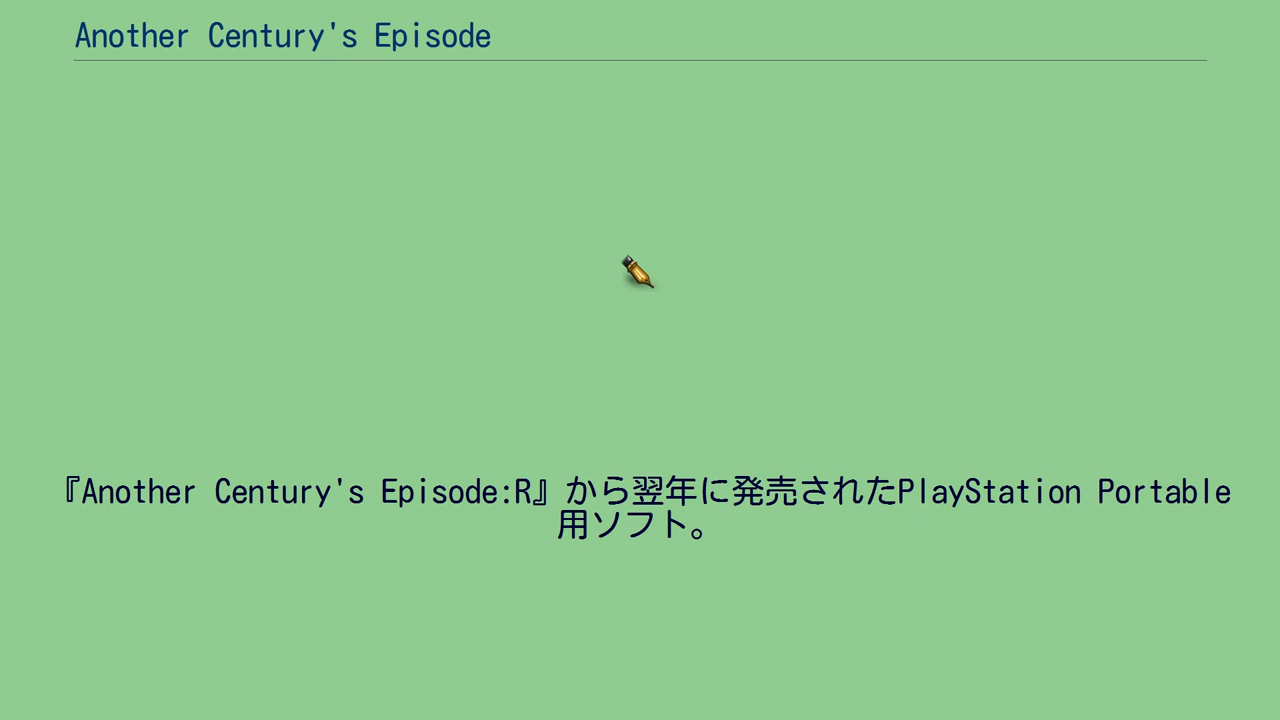 Another Century's Episode
『Another Century's Episode:R』から翌年に発売されたPlayStation Portable
用ソフト。